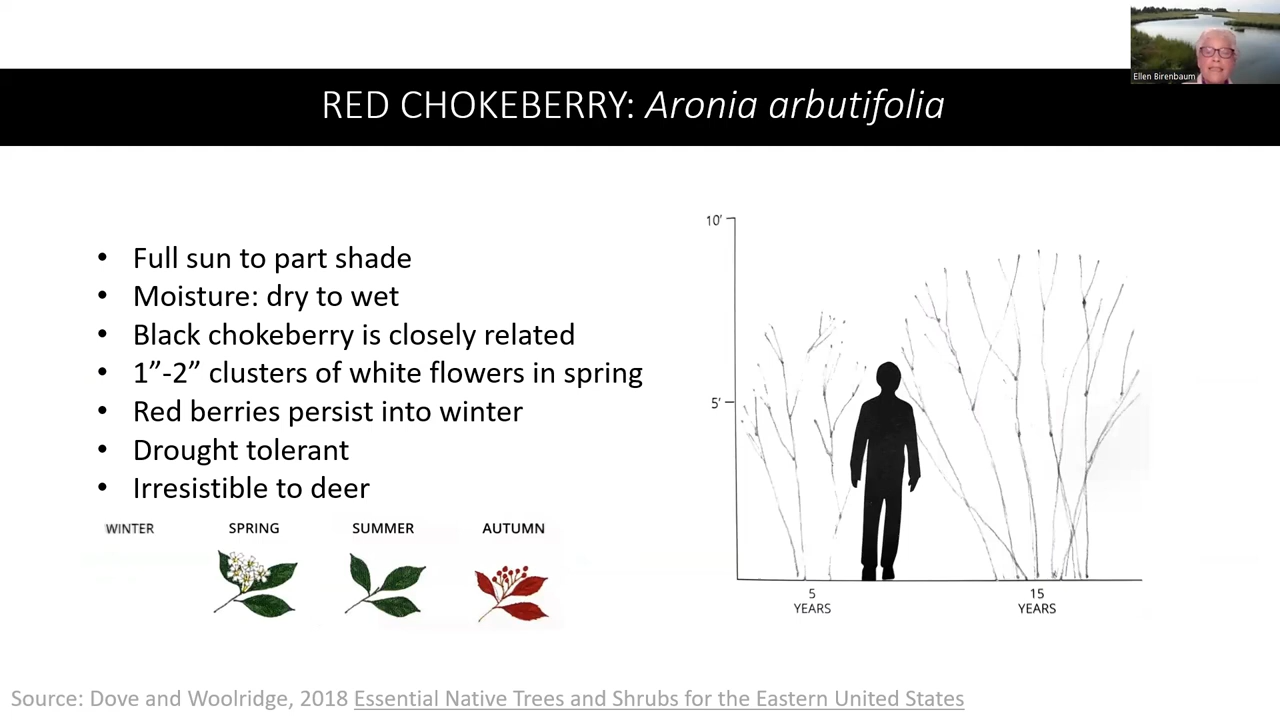 Ellen Birenbaum
RED CHOKEBERRY: Aronia arbutifolia
• Full sun to part shade
• Moisture: dry to wet
• Black chokeberry is closely related
• 1”-2” clusters of white flowers in spring
• Red berries persist into winter
• Drought tolerant
• Irresistible to deer
WINTER SPRING SUMMER AUTUMN
10’
5’
5 YEARS
15 YEARS
Source: Dove and Woolridge, 2018 Essential Native Trees and Shrubs for the Eastern United States